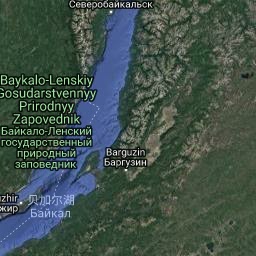 Северобайкальск
Baykalo-Lenskiy
Gosudarstvennyy
Prirodnyy
Zapovednik
Байкало-Ленский
государственный
природный
заповедник
Barguzin
Баргузин
贝加尔湖
Байкал